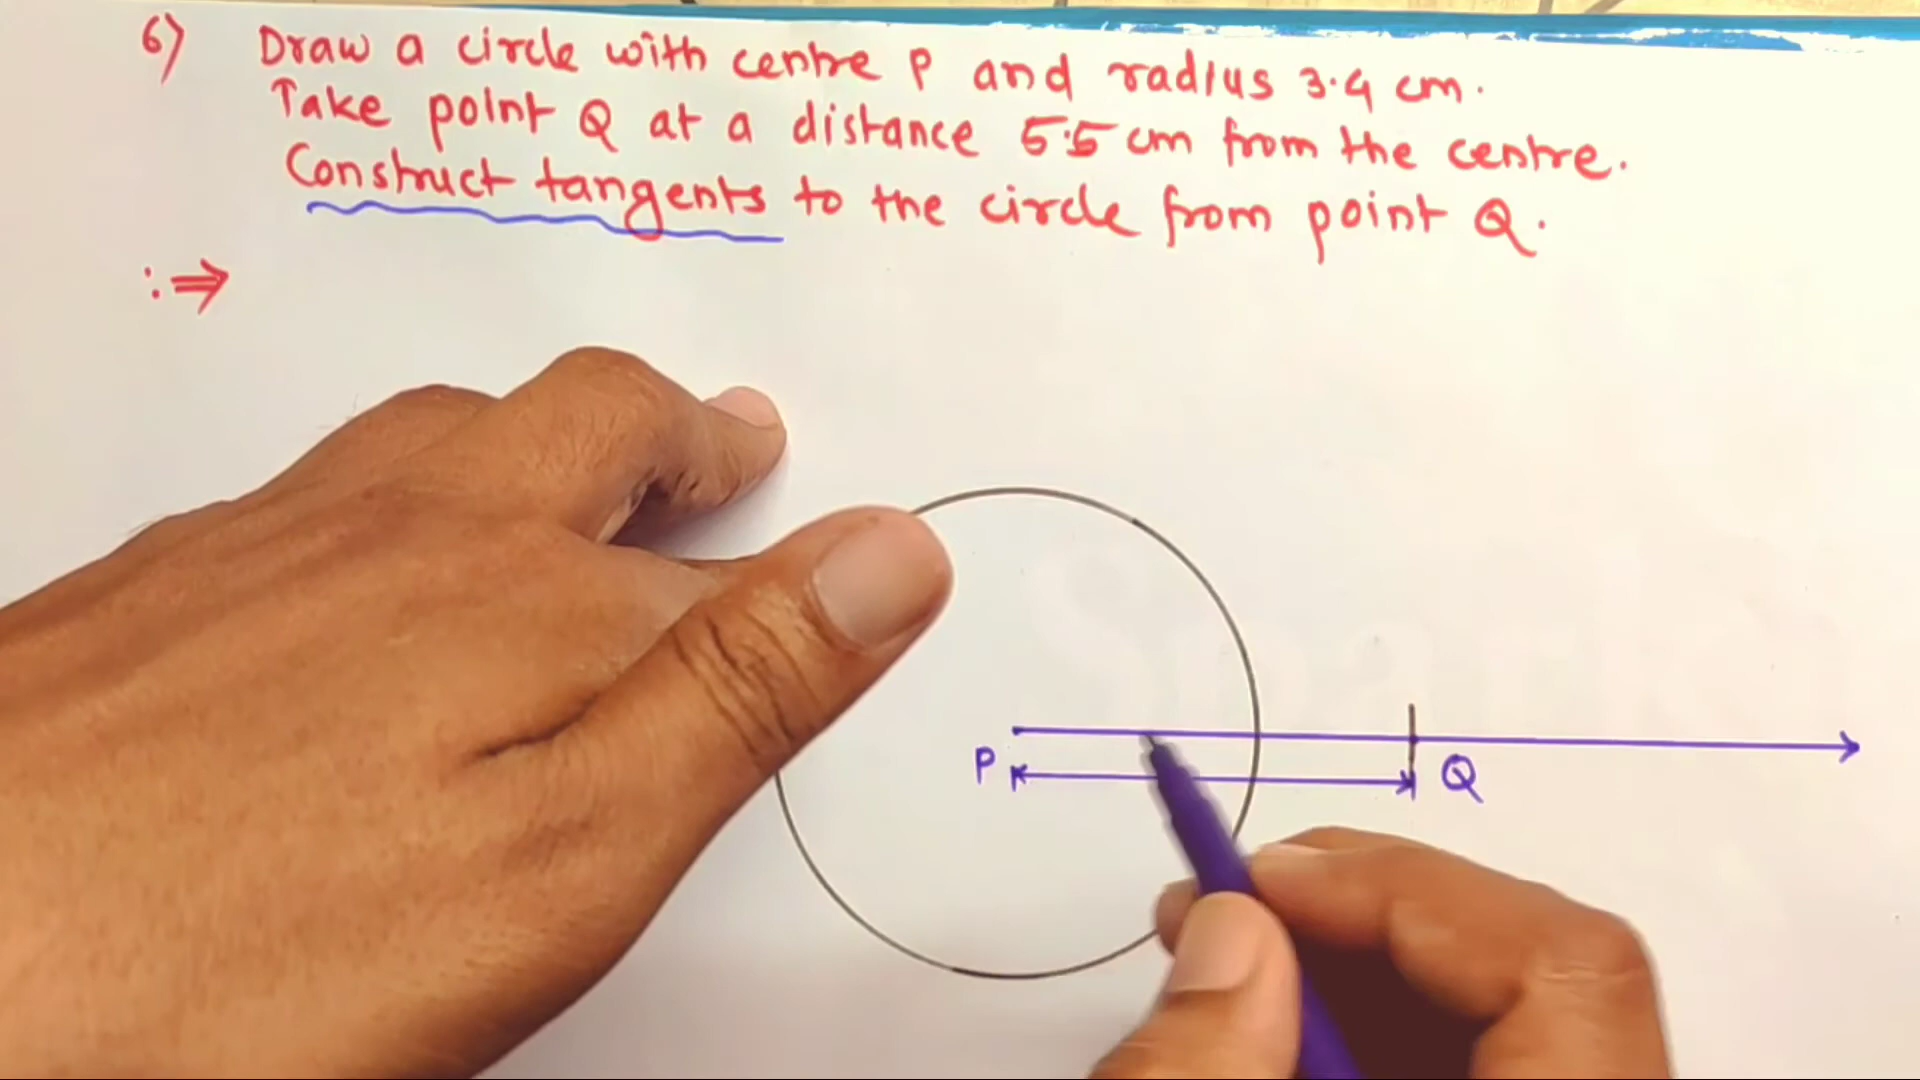 6) Draw a circle with centre P and radius 3.4 cm.
Take point Q at a distance 5.5 cm from the centre.
Construct tangents to the circle from point Q.
:⇒
P Q